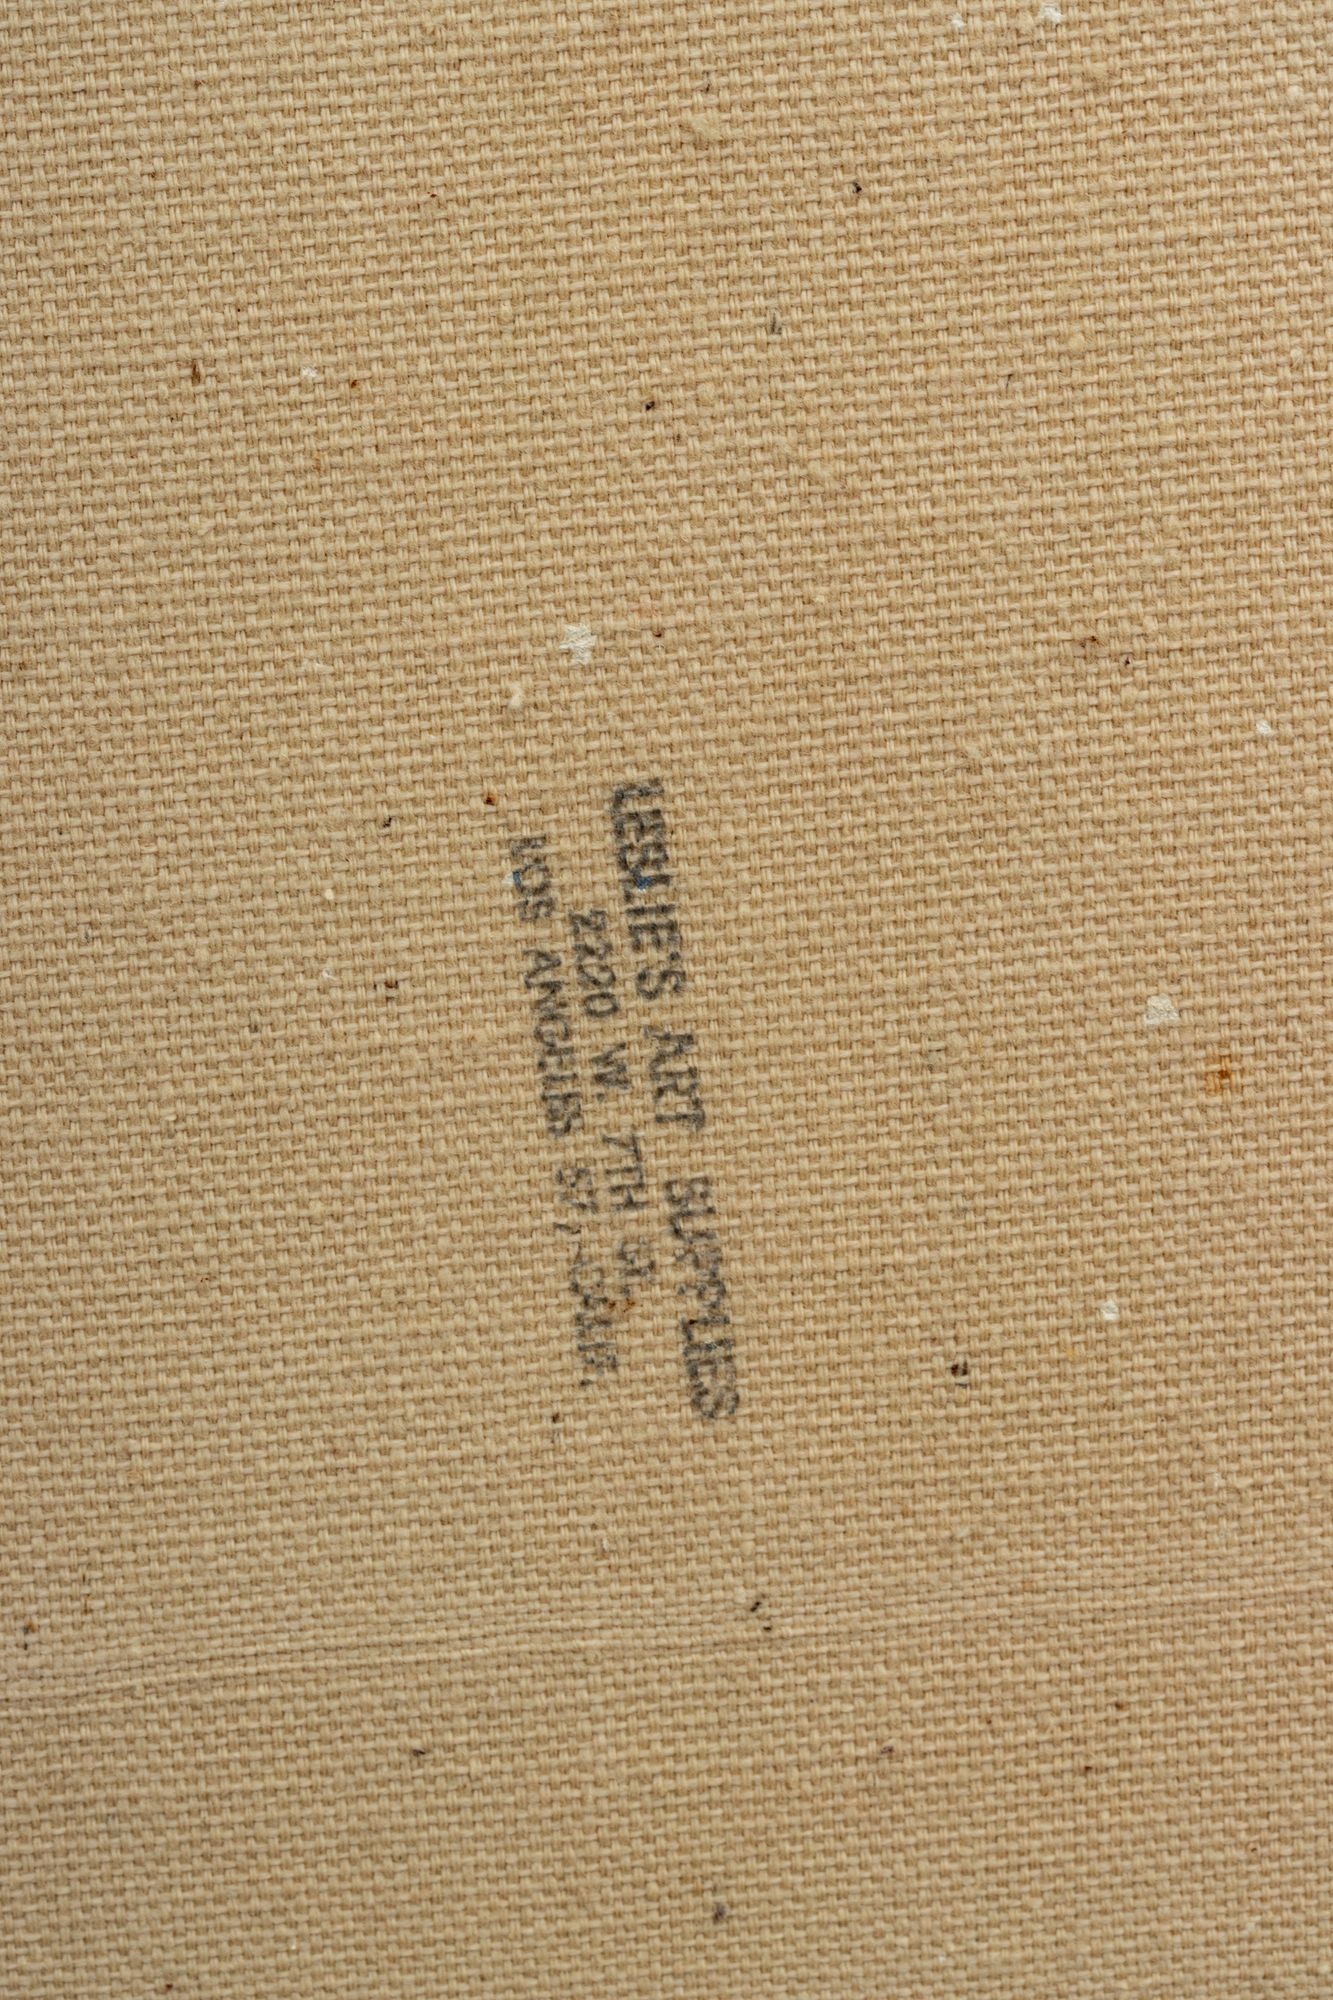 LESLIE'S ART SUPPLIES
2220 W. 7TH ST.
LOS ANGELES 57, CALIF.